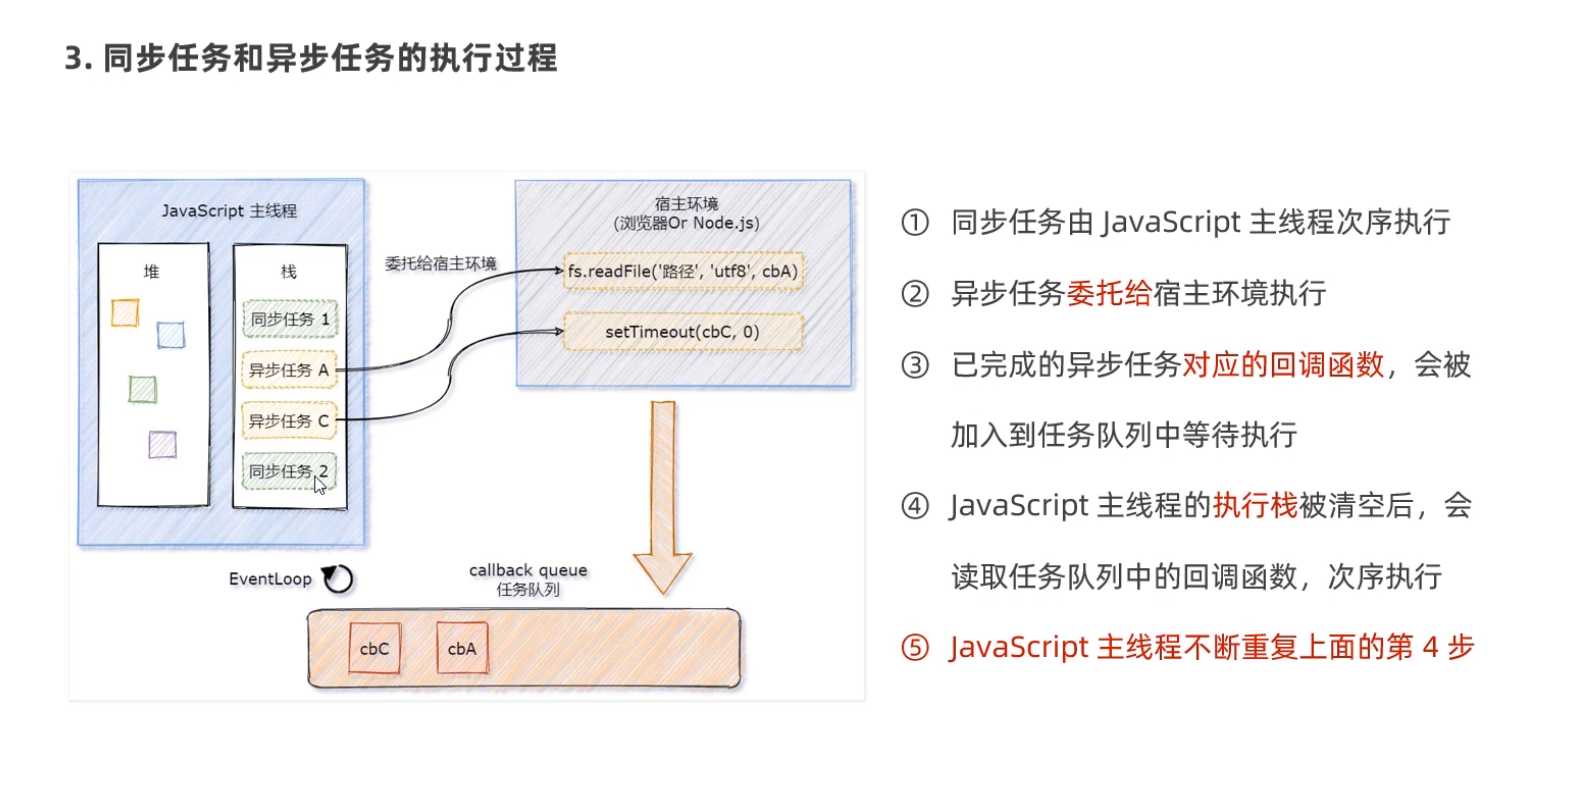 3. 同步任务和异步任务的执行过程
JavaScript 主线程
堆
栈
同步任务 1
异步任务 A
异步任务 C
同步任务 2
委托给宿主环境
宿主环境
(浏览器Or Node.js)
fs.readFile('路径', 'utf8', cbA)
setTimeout(cbC, 0)
EventLoop
callback queue
任务队列
cbC
cbA
① 同步任务由 JavaScript 主线程次序执行
② 异步任务委托给宿主环境执行
③ 已完成的异步任务对应的回调函数，会被
加入到任务队列中等待执行
④ JavaScript 主线程的执行栈被清空后，会
读取任务队列中的回调函数，次序执行
⑤ JavaScript 主线程不断重复上面的第 4 步